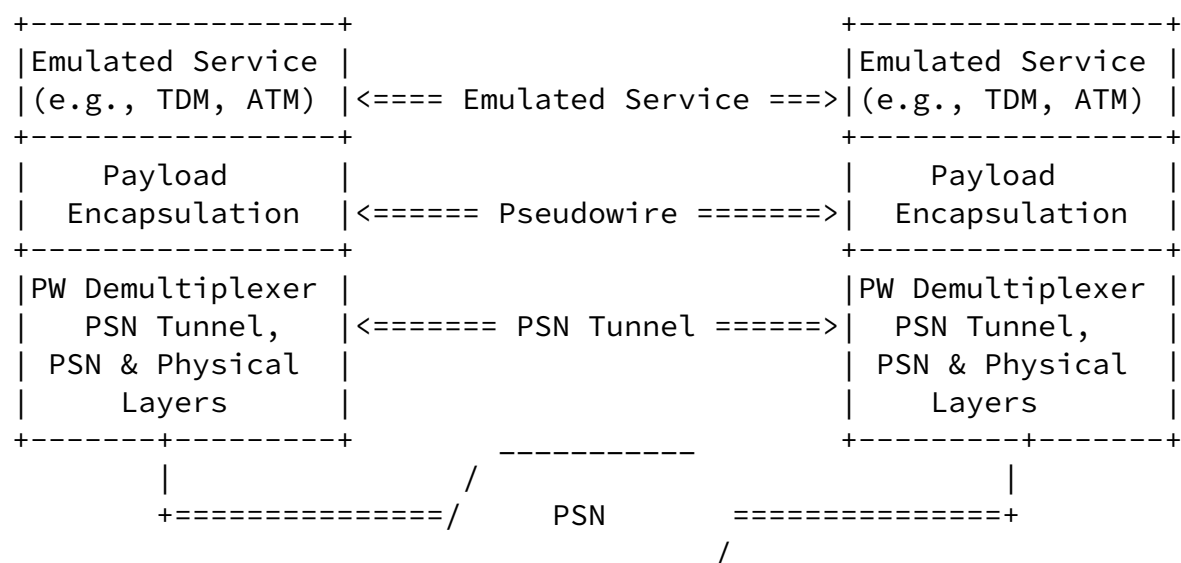 +-----------------+                           +-----------------+
|Emulated Service |                           |Emulated Service |
|(e.g., TDM, ATM) |<==== Emulated Service ===>|(e.g., TDM, ATM) |
+-----------------+                           +-----------------+
|    Payload      |                           |    Payload      |
|  Encapsulation  |<====== Pseudowire =======>|  Encapsulation  |
+-----------------+                           +-----------------+
|PW Demultiplexer |                           |PW Demultiplexer |
|   PSN Tunnel,   |<======= PSN Tunnel ======>|  PSN Tunnel,    |
| PSN & Physical  |                           | PSN & Physical  |
|     Layers      |                           |    Layers       |
+-------+---------+                           +---------+-------+
        |                ___________                    |
        |               /                               |
        +===============/     PSN       ===============+
                                       /